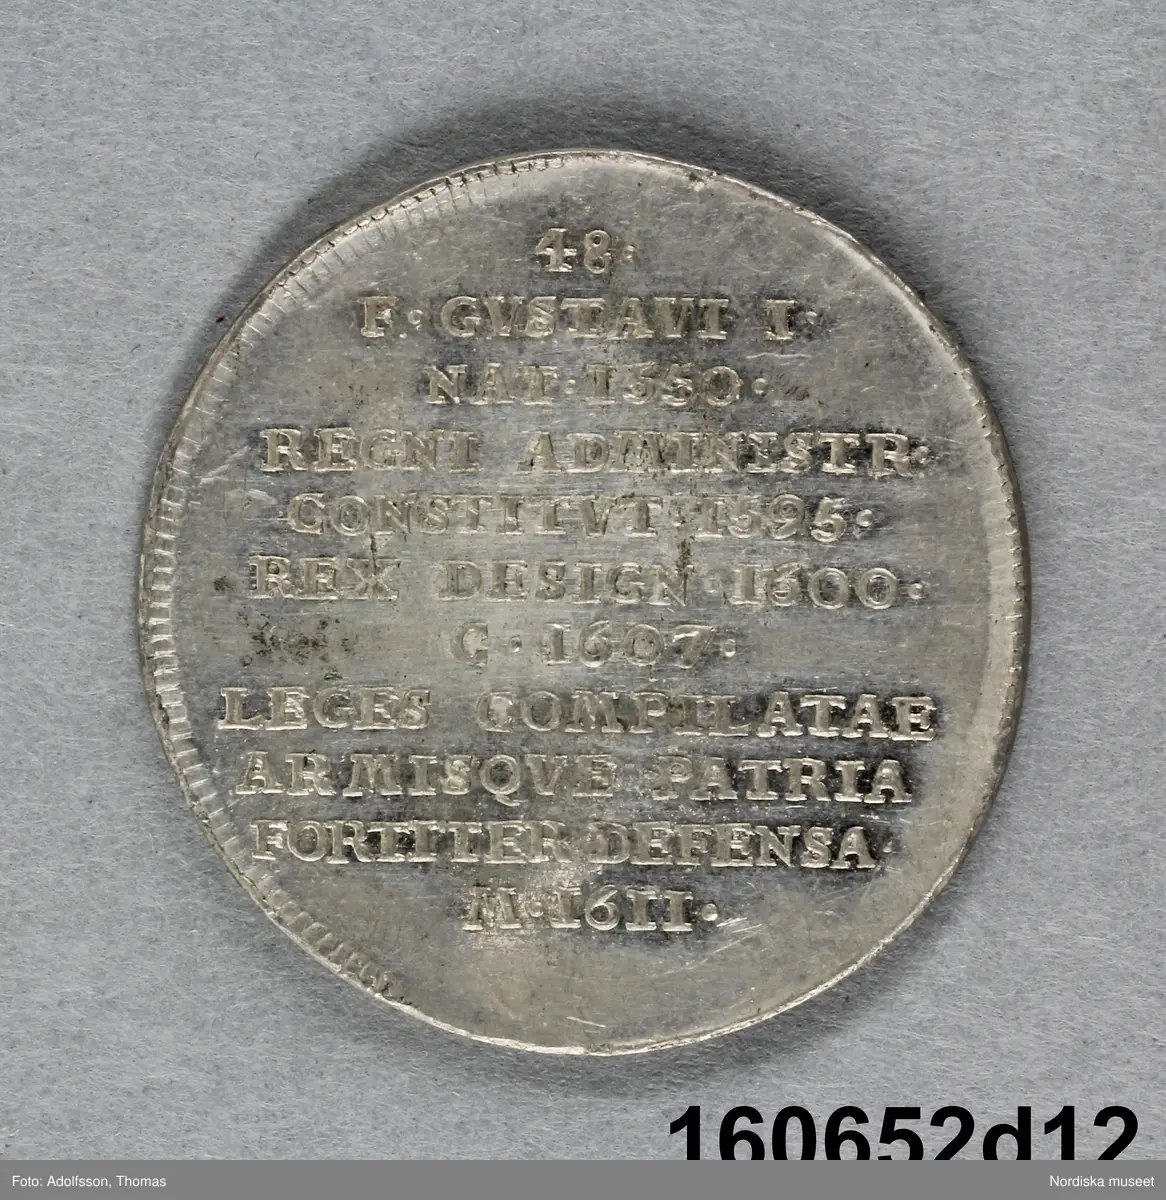 48·
F· GVSTAVI I·
NAT·1550·
REGNI ADMINISTR·
CONSTITVT·1595·
REX DESIGN·1600·
C·1607·
LEGES COMPILATAE
ARMISQVE PATRIA
FORTITER DEFENSA·
M·1611·
160652d12
Foto: Adolfsson, Thomas
Nordiska museet